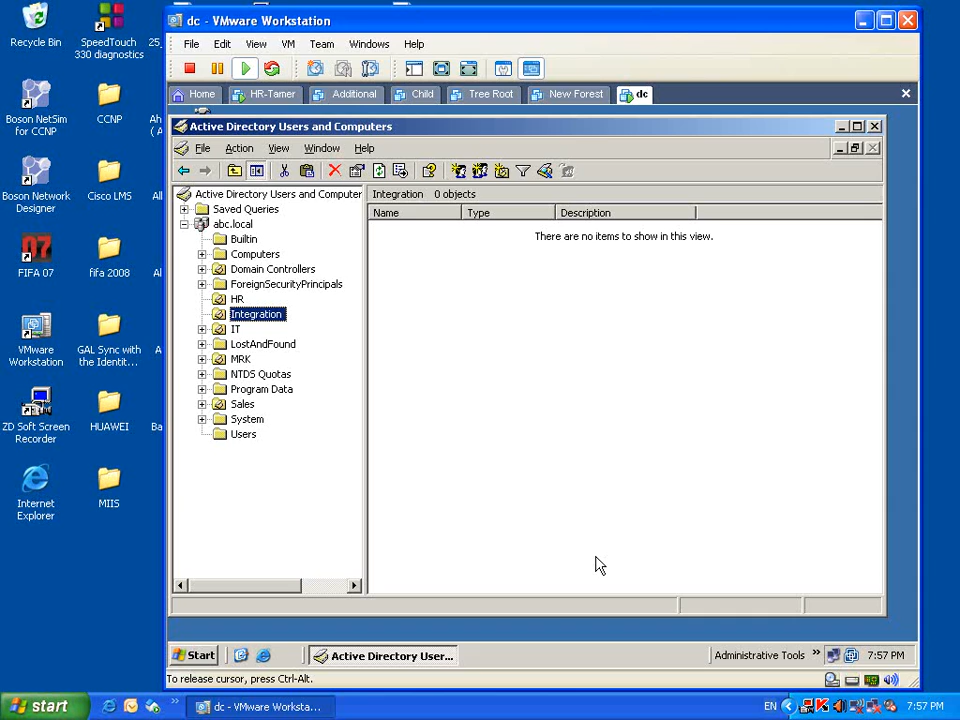 dc - VMware Workstation
File Edit View VM Team Windows Help
Home HR-Tamer Additional Child Tree Root New Forest dc
Active Directory Users and Computers
File Action View Window Help
Active Directory Users and Computer
Saved Queries
abc.local
Builtin
Computers
Domain Controllers
ForeignSecurityPrincipals
HR
Integration
IT
LostAndFound
MRK
NTDS Quotas
Program Data
Sales
System
Users
Integration 0 objects
Name Type Description
There are no items to show in this view.
Start Active Directory User... Administrative Tools » 7:57 PM
To release cursor, press Ctrl-Alt.
Recycle Bin
SpeedTouch
330 diagnostics
25_
Boson NetSim
for CCNP
CCNP
Ah
( A
Boson Network
Designer
Cisco LMS
All
07
FIFA 07
fifa 2008
Al
VMware
Workstation
GAL Sync with
the Identit...
A
ZD Soft Screen
Recorder
HUAWEI
Ba
Internet
Explorer
MIIS
start » dc - VMware Worksta... EN 7:57 PM